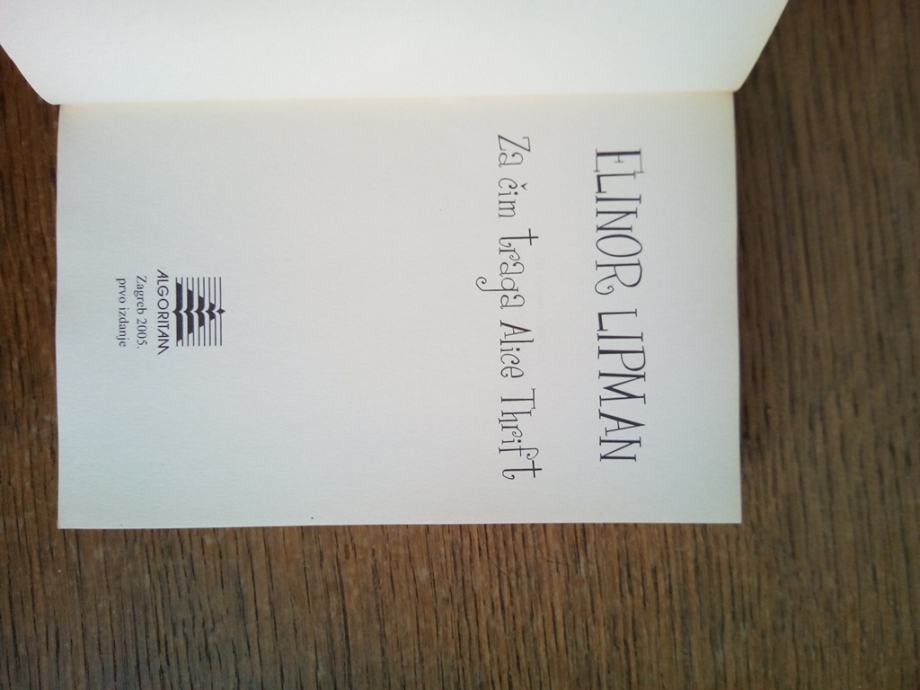 ELINOR LIPMAN
Za čim traga Alice Thrift
ALGORITAM
Zagreb 2005.
prvo izdanje